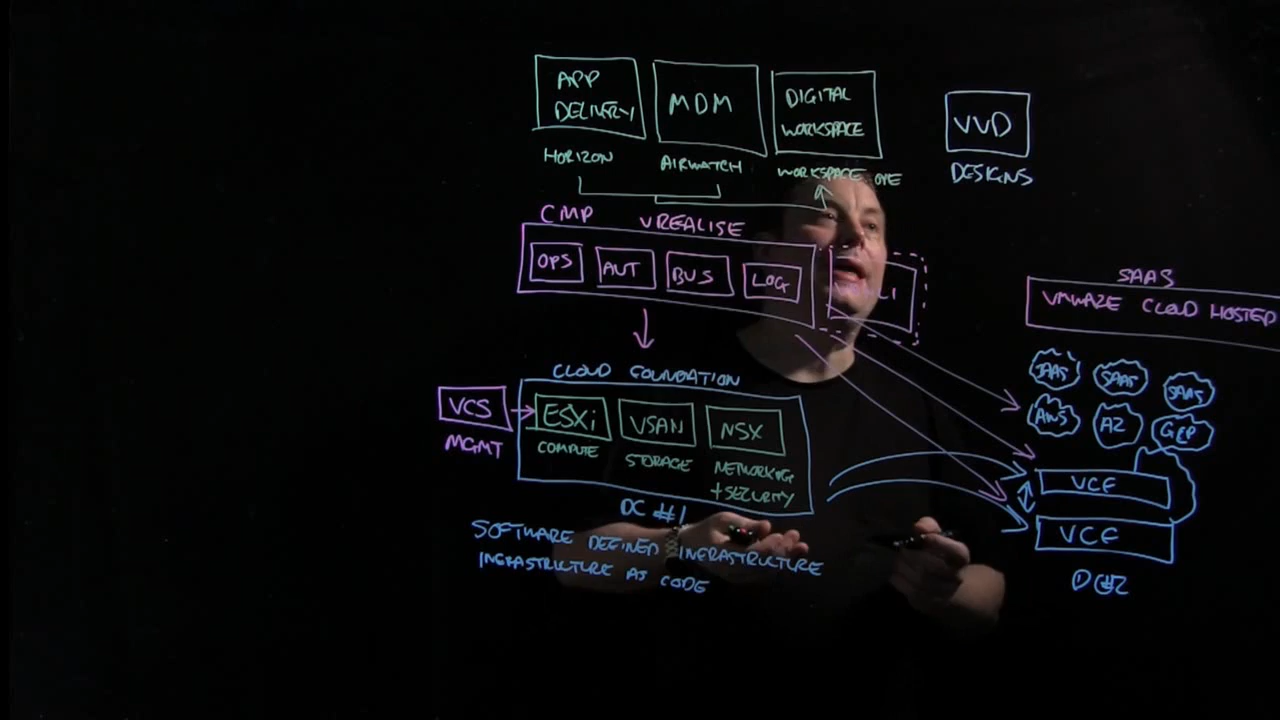 APP
DELIVERY
MDM
DIGITAL
WORKSPACE
VVD
HORIZON
AIRWATCH
WORKSPACE ONE
DESIGNS
CMP
VREALISE
OPS
AUT
BUS
LOG
SAAS
VMWARE CLOUD HOSTED
CLOUD FOUNDATION
VCS
MGMT
ESXi
VSAN
NSX
COMPUTE
STORAGE
NETWORKING
+SECURITY
SAAS
SAAS
AWS
AZ
GCP
VCF
VCF
DC #1
DC #2
SOFTWARE DEFINED INFRASTRUCTURE
INFRASTRUCTURE AS CODE